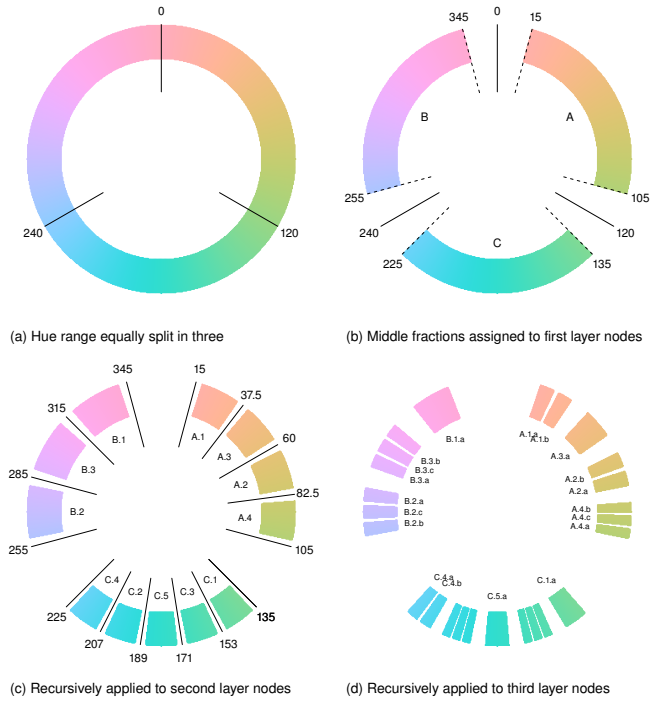 0
120
240
(a) Hue range equally split in three
0
345
15
B
A
255
105
240
120
C
225
135
(b) Middle fractions assigned to first layer nodes
345
15
315
37.5
B.1
A.1
60
B.3
A.3
285
A.2
82.5
B.2
A.4
255
105
C.4
C.1
C.2
C.3
C.5
225
135
207
153
189
171
(c) Recursively applied to second layer nodes
B.1.a
A.1.a
A.1.b
A.3.a
B.3.b
B.3.c
B.3.a
A.2.b
A.2.a
B.2.a
B.2.c
B.2.b
A.4.b
A.4.c
A.4.a
C.4.a
C.4.b
C.1.a
C.5.a
(d) Recursively applied to third layer nodes